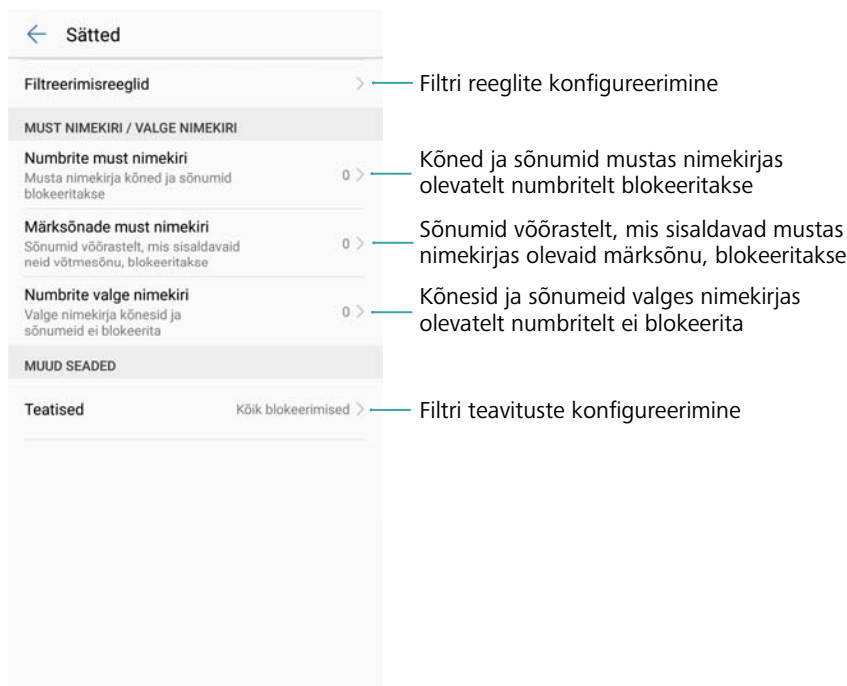 Sätted
Filtreerimisreeglid
Filtri reeglite konfigureerimine
MUST NIMEKIRI / VALGE NIMEKIRI
Numbrite must nimekiri
Musta nimekirja kõned ja sõnumid
blokeeritakse
0
Kõned ja sõnumid mustas nimekirjas
olevatelt numbritelt blokeeritakse
Märksõnade must nimekiri
Sõnumid võõrastelt, mis sisaldavaid
neid võtmesõnu, blokeeritakse
0
Sõnumid võõrastelt, mis sisaldavad mustas
nimekirjas olevaid märksõnu, blokeeritakse
Numbrite valge nimekiri
Valge nimekirja kõnesid ja
sõnumeid ei blokeerita
0
Kõnesid ja sõnumeid valges nimekirjas
olevatelt numbritelt ei blokeerita
MUUD SEADED
Teatised
Kõik blokeerimised
Filtri teavituste konfigureerimine